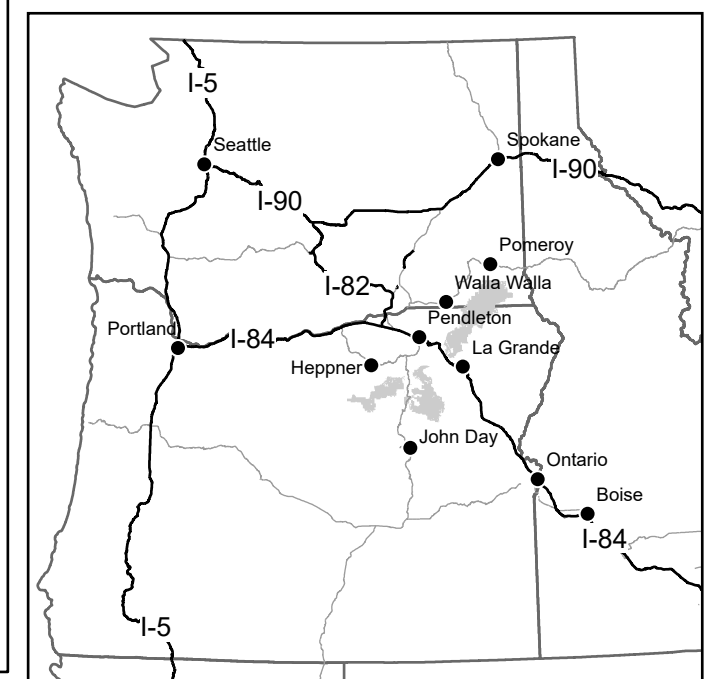 I-5
Seattle
Spokane
I-90
I-90
Pomeroy
I-82
Walla Walla
Pendleton
Portland
I-84
La Grande
Heppner
John Day
Ontario
Boise
I-84
I-5